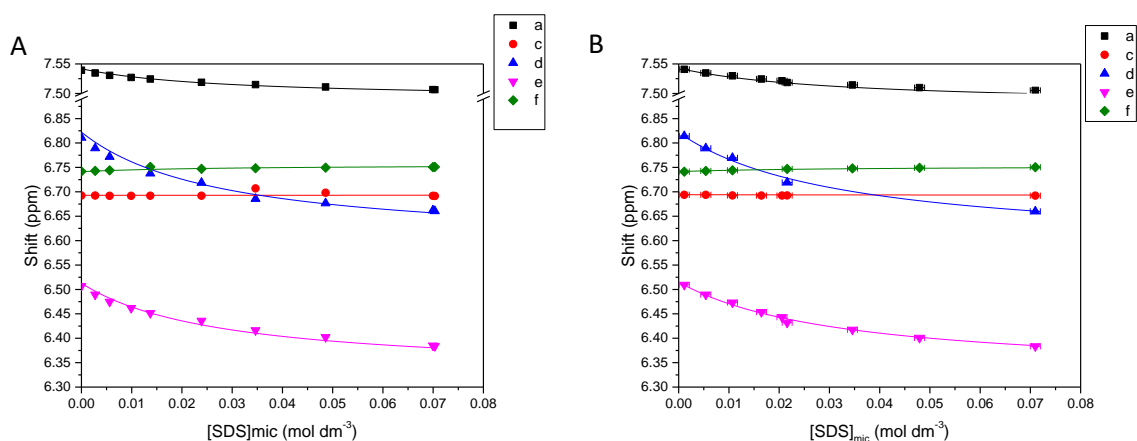 A
a
c
d
e
f
7.55
7.50
6.85
6.80
6.75
6.70
6.65
6.60
6.55
6.50
6.45
6.40
6.35
6.30
Shift (ppm)
0.00 0.01 0.02 0.03 0.04 0.05 0.06 0.07 0.08
[SDS]mic (mol dm-3)
B
a
c
d
e
f
7.55
7.50
6.85
6.80
6.75
6.70
6.65
6.60
6.55
6.50
6.45
6.40
6.35
6.30
Shift (ppm)
0.00 0.01 0.02 0.03 0.04 0.05 0.06 0.07 0.08
[SDS]mic (mol dm-3)